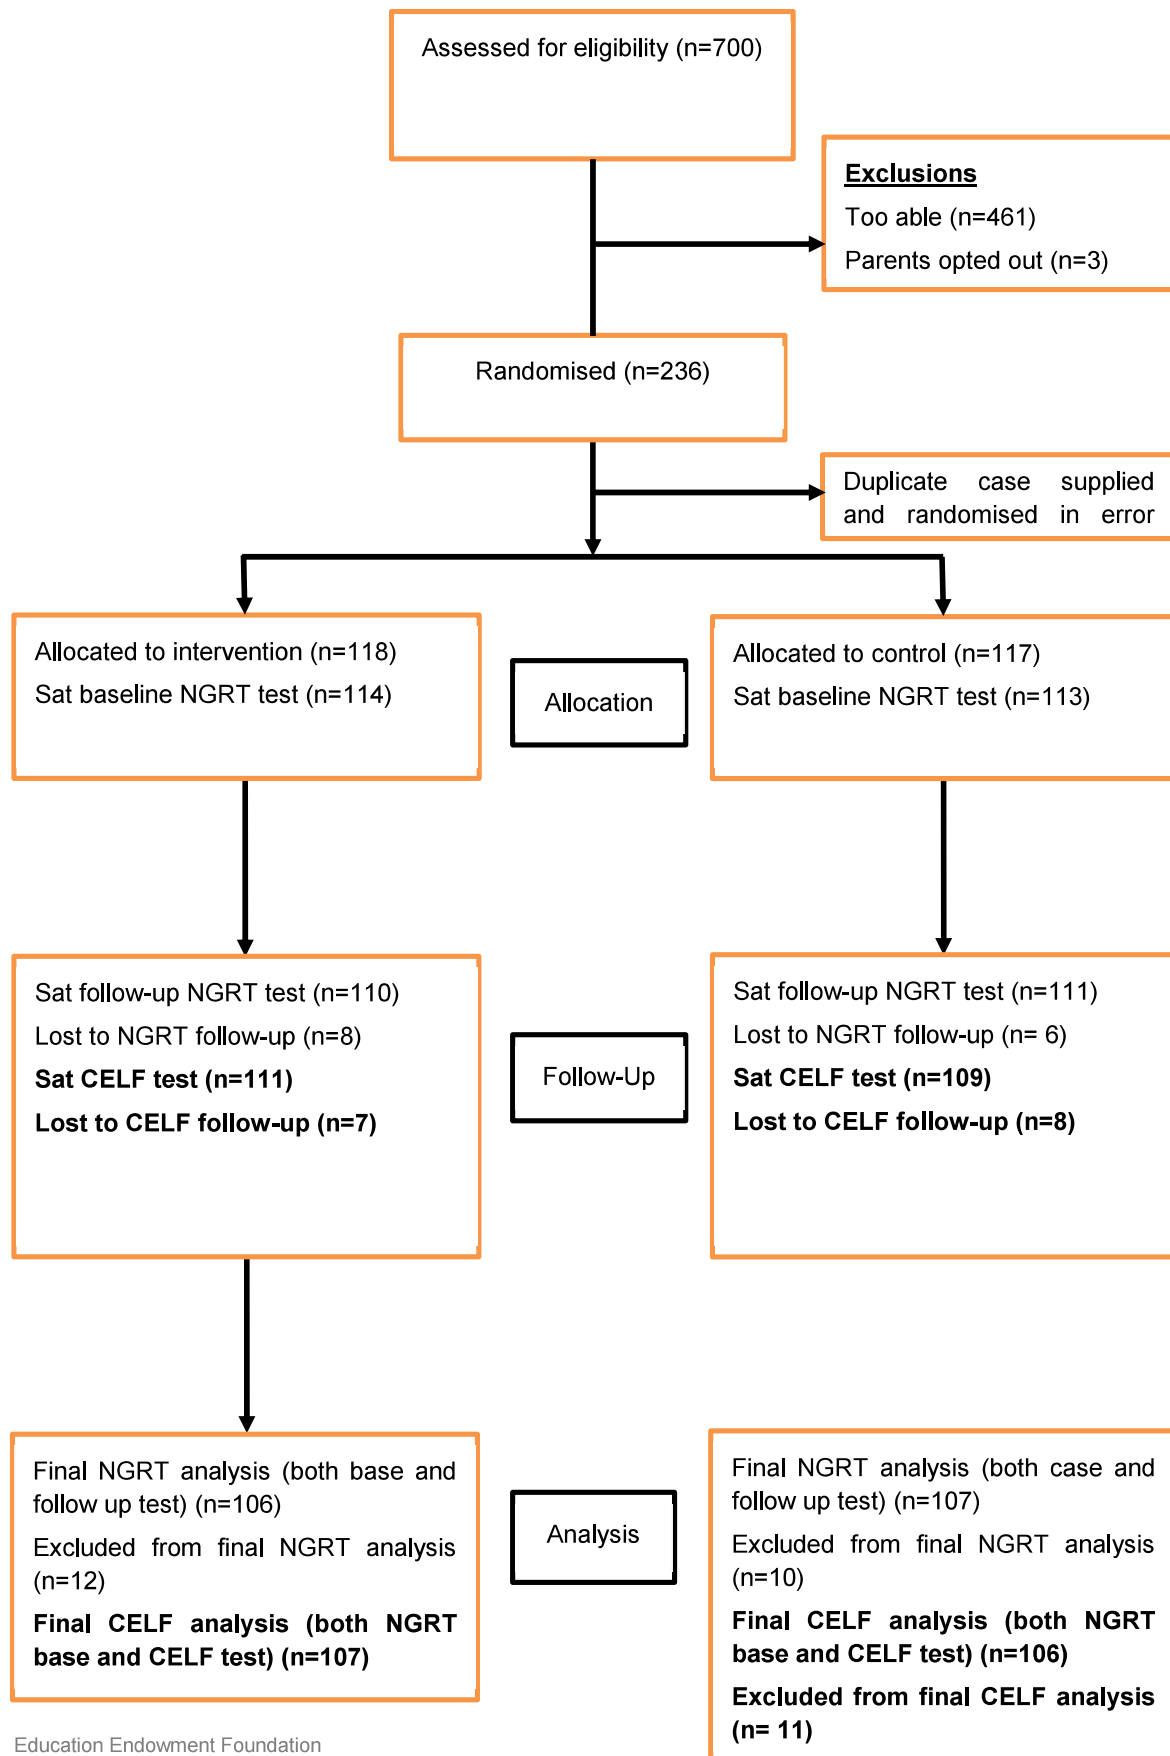 Assessed for eligibility (n=700)
Exclusions
Too able (n=461)
Parents opted out (n=3)
Randomised (n=236)
Duplicate case supplied
and randomised in error
Allocated to intervention (n=118)
Sat baseline NGRT test (n=114)
Allocation
Allocated to control (n=117)
Sat baseline NGRT test (n=113)
Sat follow-up NGRT test (n=110)
Lost to NGRT follow-up (n=8)
Sat CELF test (n=111)
Lost to CELF follow-up (n=7)
Follow-Up
Sat follow-up NGRT test (n=111)
Lost to NGRT follow-up (n= 6)
Sat CELF test (n=109)
Lost to CELF follow-up (n=8)
Final NGRT analysis (both base and
follow up test) (n=106)
Excluded from final NGRT analysis
(n=12)
Final CELF analysis (both NGRT
base and CELF test) (n=107)
Analysis
Final NGRT analysis (both case and
follow up test) (n=107)
Excluded from final NGRT analysis
(n=10)
Final CELF analysis (both NGRT
base and CELF test) (n=106)
Excluded from final CELF analysis
(n= 11)
Education Endowment Foundation